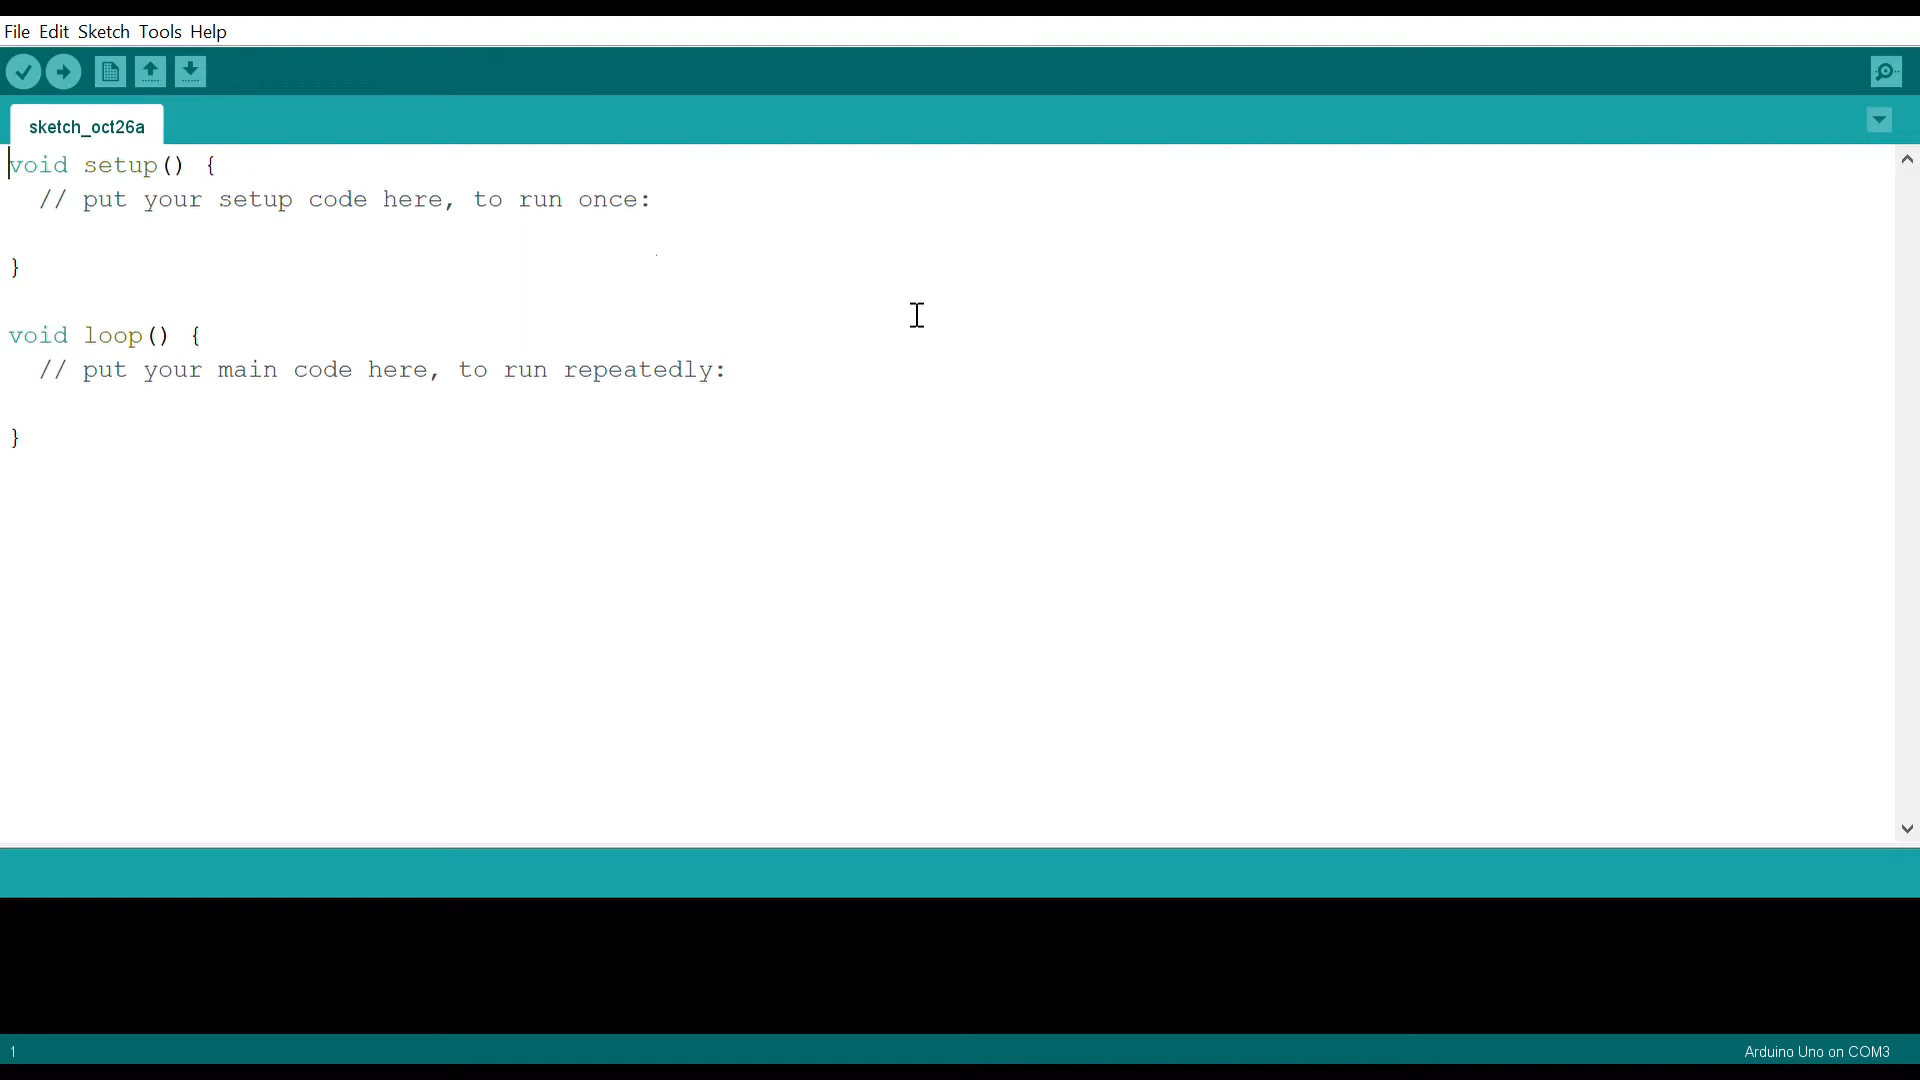 File Edit Sketch Tools Help
sketch_oct26a
void setup() {
  // put your setup code here, to run once:
}
void loop() {
  // put your main code here, to run repeatedly:
}
1
Arduino Uno on COM3